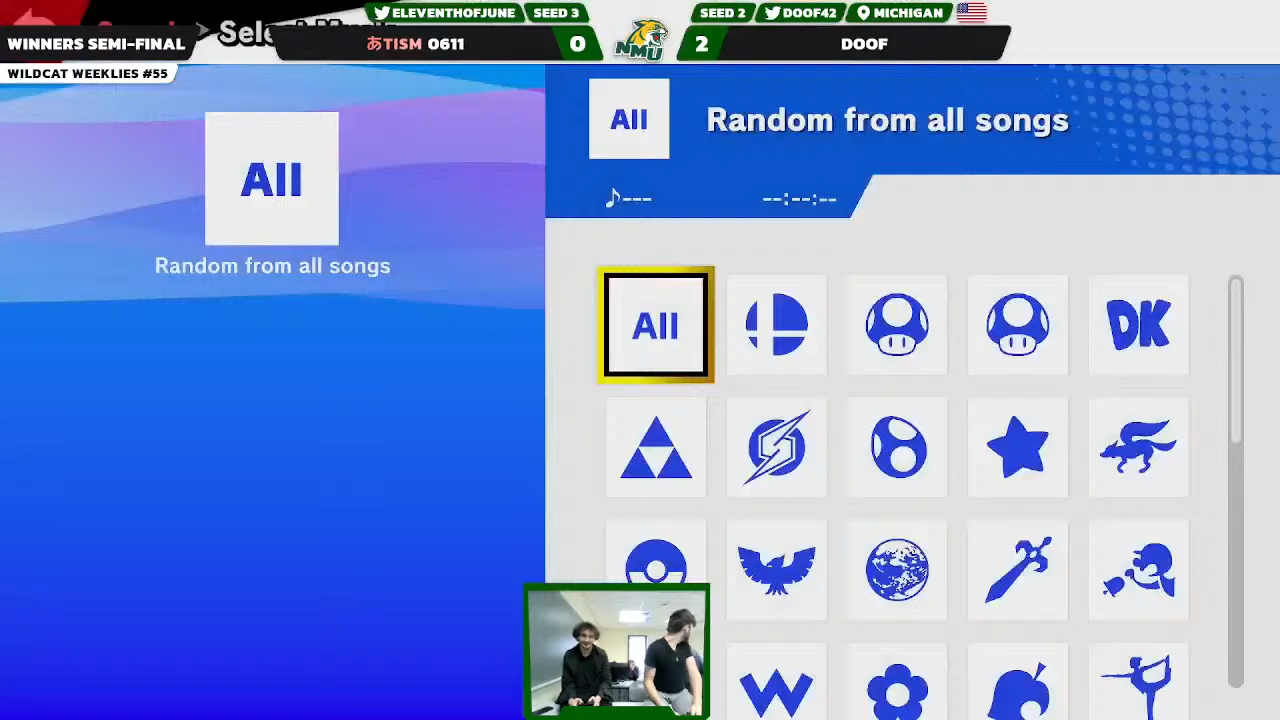 ELEVENTHOFJUNE SEED 3
SEED 2 DOOF42 MICHIGAN
WINNERS SEMI-FINAL
あTISM 0611 0
NMU
2 DOOF
WILDCAT WEEKLIES #55
All
Random from all songs
All
Random from all songs
♪--- --:--:--
All
DK